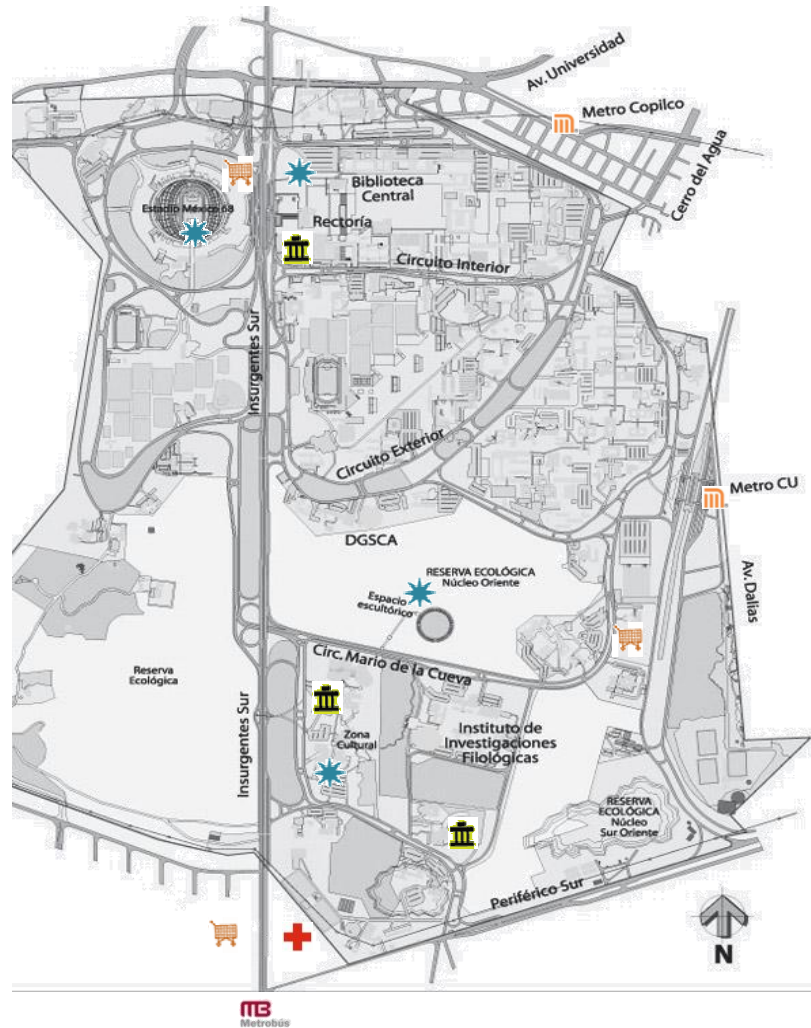 Av. Universidad
Metro Copilco
Cerro del Agua
Biblioteca
Central
Estadio México 68
Rectoría
Circuito Interior
Insurgentes Sur
Circuito Exterior
Metro CU
DGSCA
RESERVA ECOLÓGICA
Núcleo Oriente
Av. Dalias
Espacio
escultórico
Circ. Mario de la Cueva
Reserva
Ecológica
Insurgentes Sur
Zona
Cultural
Instituto de
Investigaciones
Filológicas
RESERVA
ECOLÓGICA
Núcleo
Sur Oriente
Periférico Sur
N
MB
Metrobús